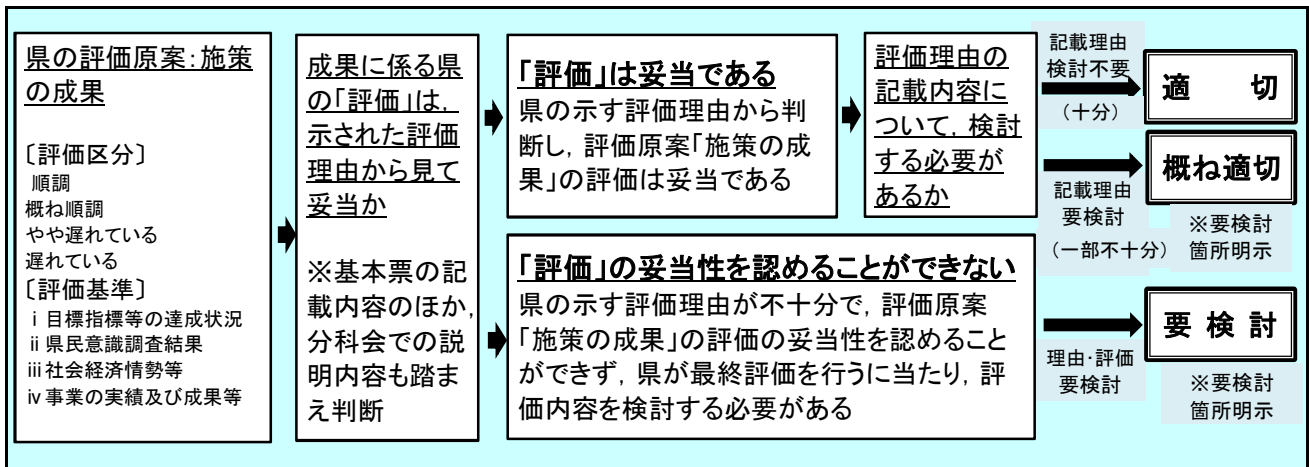 県の評価原案：施策
の成果
〔評価区分〕
順調
概ね順調
やや遅れている
遅れている
〔評価基準〕
ⅰ目標指標等の達成状況
ⅱ県民意識調査結果
ⅲ社会経済情勢等
ⅳ事業の実績及び成果等
成果に係る県
の「評価」は，
示された評価
理由から見て
妥当か
※基本票の記
載内容のほか，
分科会での説
明内容も踏ま
え判断
「評価」は妥当である
県の示す評価理由から判
断し，評価原案「施策の成
果」の評価は妥当である
評価理由の
記載内容に
ついて，検討
する必要が
あるか
記載理由
検討不要
（十分）
適　切
記載理由
要検討
（一部不十分）
概ね適切
※要検討
箇所明示
「評価」の妥当性を認めることができない
県の示す評価理由が不十分で，評価原案
「施策の成果」の評価の妥当性を認めること
ができず，県が最終評価を行うに当たり，評
価内容を検討する必要がある
理由・評価
要検討
要 検 討
※要検討
箇所明示